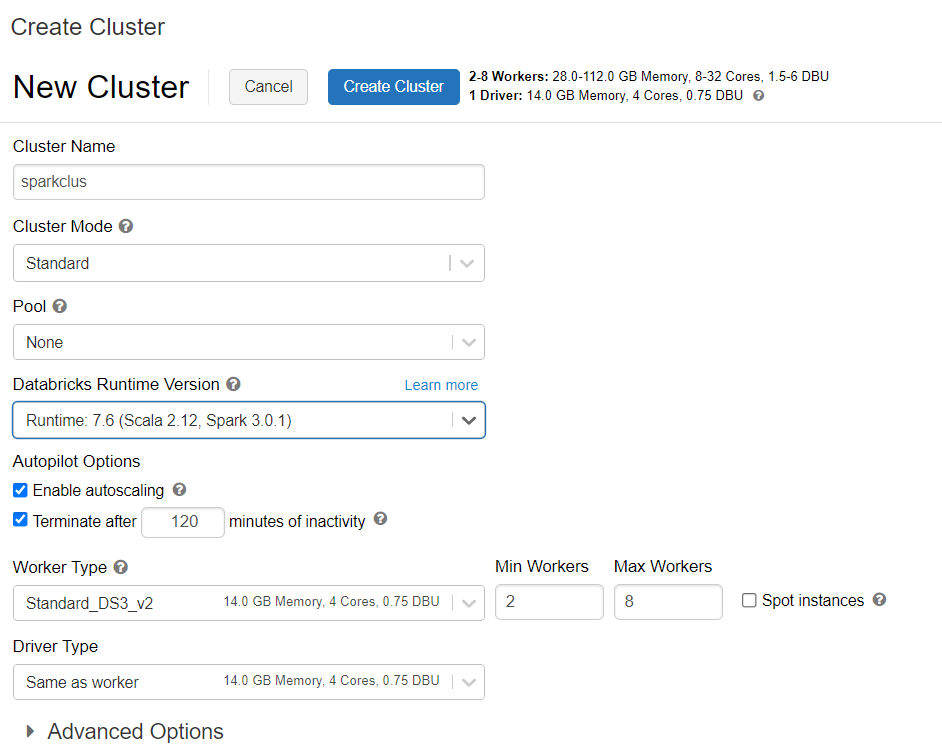 Create Cluster
New Cluster
Cancel
Create Cluster
2-8 Workers: 28.0-112.0 GB Memory, 8-32 Cores, 1.5-6 DBU
1 Driver: 14.0 GB Memory, 4 Cores, 0.75 DBU ?
Cluster Name
sparkclus
Cluster Mode ?
Standard
Pool ?
None
Databricks Runtime Version ? Learn more
Runtime: 7.6 (Scala 2.12, Spark 3.0.1)
Autopilot Options
Enable autoscaling ?
Terminate after 120 minutes of inactivity ?
Worker Type ? Min Workers Max Workers
Standard_DS3_v2 14.0 GB Memory, 4 Cores, 0.75 DBU 2 8 Spot instances ?
Driver Type
Same as worker 14.0 GB Memory, 4 Cores, 0.75 DBU
Advanced Options